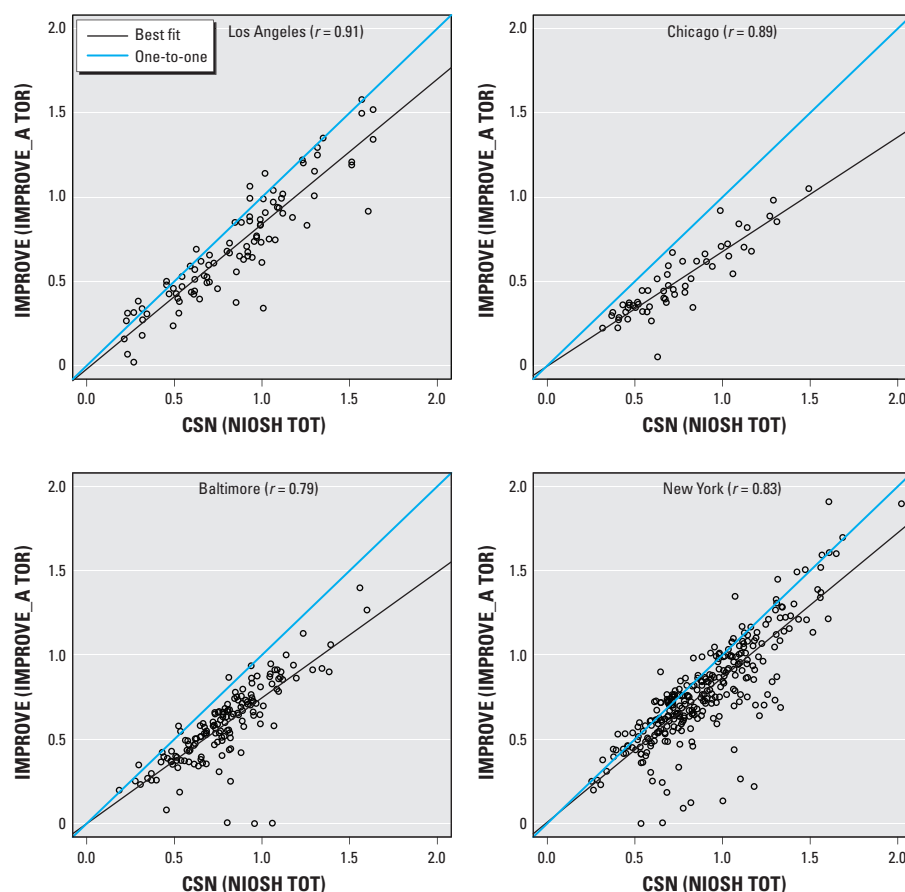 2.0
Best fit
One-to-one
Los Angeles (r = 0.91)
1.5
1.0
0.5
0
IMPROVE (IMPROVE_A TOR)
0.0 0.5 1.0 1.5 2.0
CSN (NIOSH TOT)
2.0
Chicago (r = 0.89)
1.5
1.0
0.5
0
IMPROVE (IMPROVE_A TOR)
0.0 0.5 1.0 1.5 2.0
CSN (NIOSH TOT)
2.0
Baltimore (r = 0.79)
1.5
1.0
0.5
0
IMPROVE (IMPROVE_A TOR)
0.0 0.5 1.0 1.5 2.0
CSN (NIOSH TOT)
2.0
New York (r = 0.83)
1.5
1.0
0.5
0
IMPROVE (IMPROVE_A TOR)
0.0 0.5 1.0 1.5 2.0
CSN (NIOSH TOT)